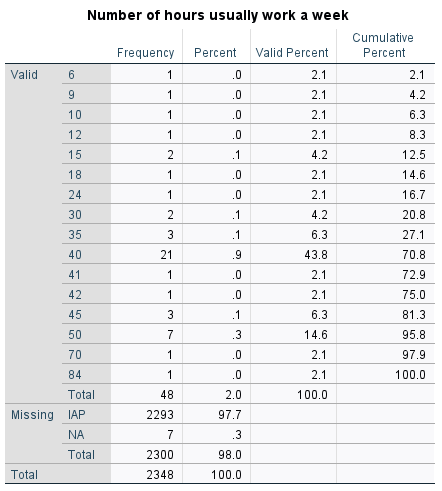 Number of hours usually work a week
Frequency Percent Valid Percent Cumulative Percent
Valid 6 1 .0 2.1 2.1
9 1 .0 2.1 4.2
10 1 .0 2.1 6.3
12 1 .0 2.1 8.3
15 2 .1 4.2 12.5
18 1 .0 2.1 14.6
24 1 .0 2.1 16.7
30 2 .1 4.2 20.8
35 3 .1 6.3 27.1
40 21 .9 43.8 70.8
41 1 .0 2.1 72.9
42 1 .0 2.1 75.0
45 3 .1 6.3 81.3
50 7 .3 14.6 95.8
70 1 .0 2.1 97.9
84 1 .0 2.1 100.0
Total 48 2.0 100.0
Missing IAP 2293 97.7
NA 7 .3
Total 2300 98.0
Total 2348 100.0